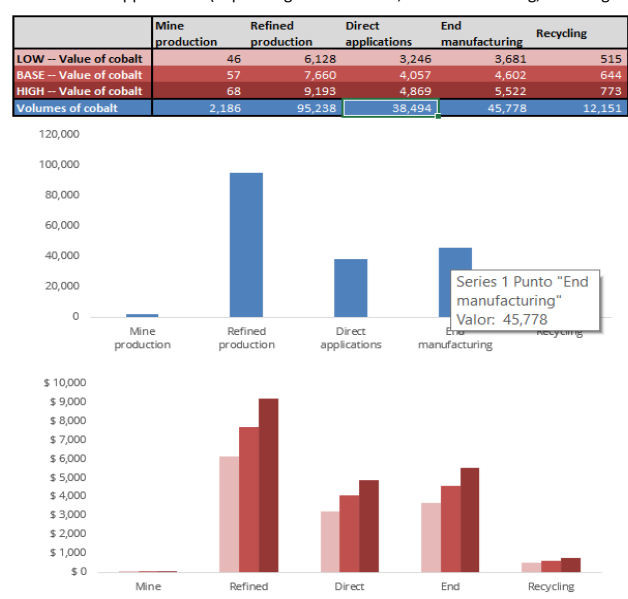 Mine production Refined production Direct applications End manufacturing Recycling
LOW -- Value of cobalt 46 6,128 3,246 3,681 515
BASE -- Value of cobalt 57 7,660 4,057 4,602 644
HIGH -- Value of cobalt 68 9,193 4,869 5,522 773
Volumes of cobalt 2,186 95,238 38,494 45,778 12,151
120,000
100,000
80,000
60,000
40,000
20,000
0
Series 1 Punto "End
manufacturing"
Valor: 45,778
Mine Refined Direct End Recycling
production production applications manufacturing
$ 10,000
$ 9,000
$ 8,000
$ 7,000
$ 6,000
$ 5,000
$ 4,000
$ 3,000
$ 2,000
$ 1,000
$ 0
Mine Refined Direct End Recycling